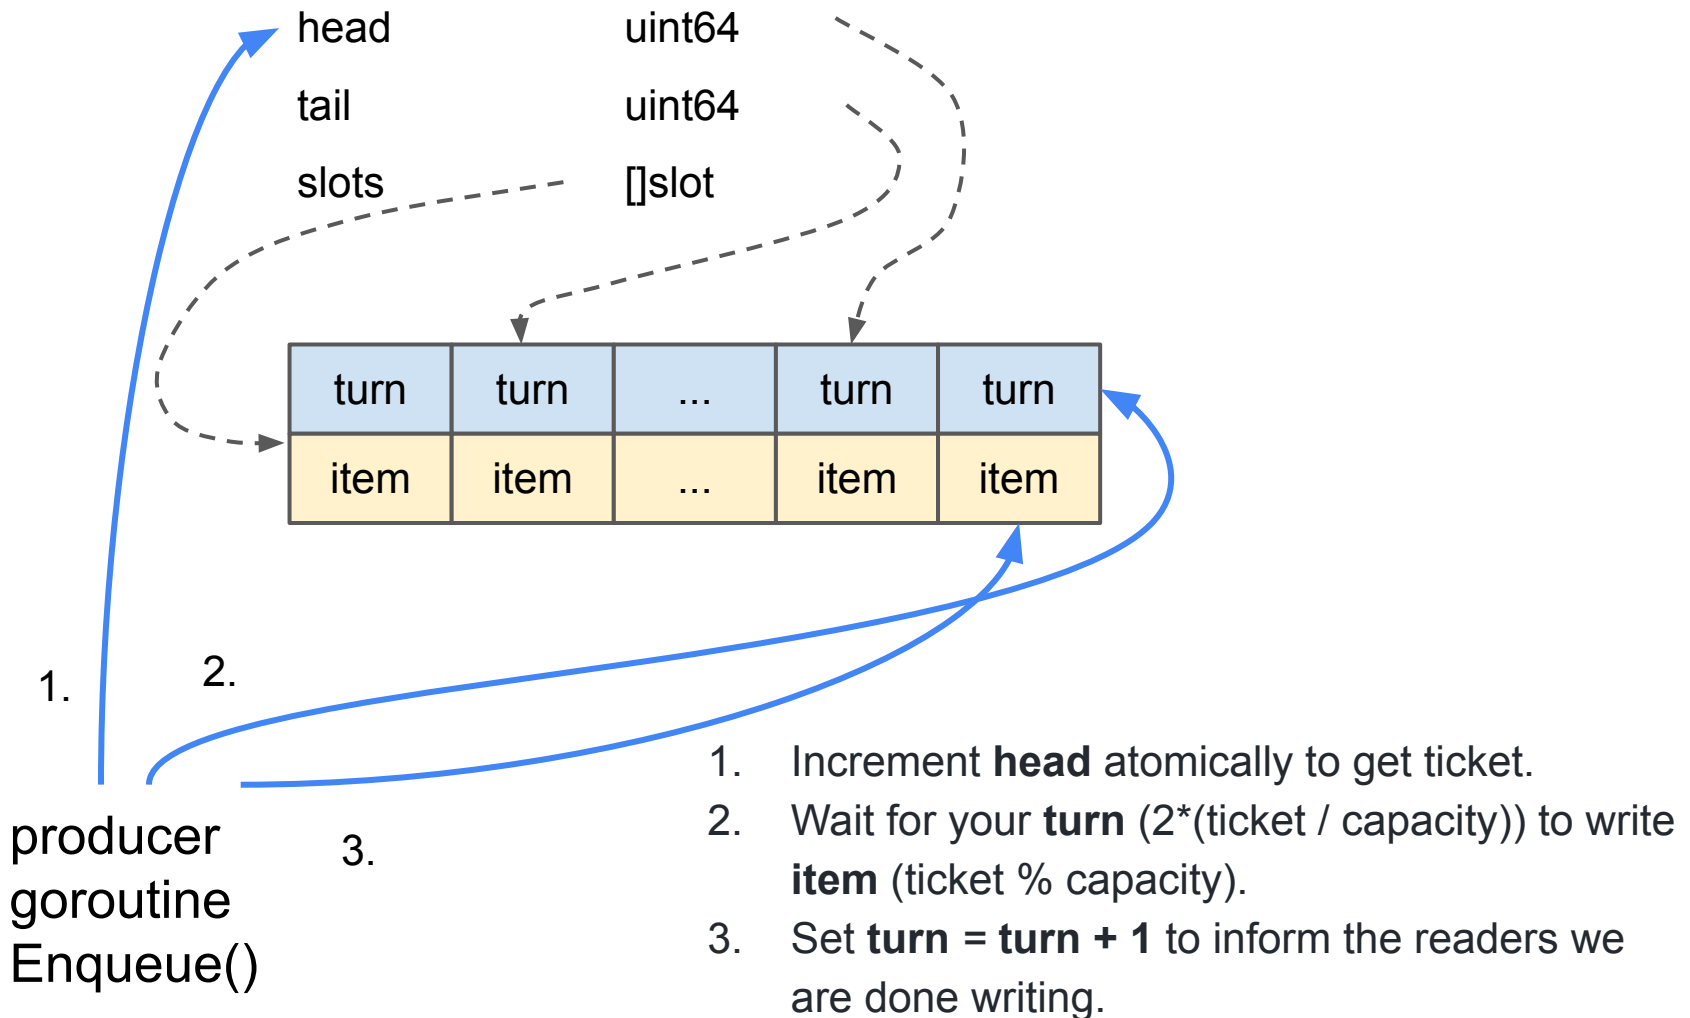 head uint64
tail uint64
slots []slot
turn turn ... turn turn
item item ... item item
1.
2.
3.
producer
goroutine
Enqueue()
1. Increment head atomically to get ticket.
2. Wait for your turn (2*(ticket / capacity)) to write
item (ticket % capacity).
3. Set turn = turn + 1 to inform the readers we
are done writing.